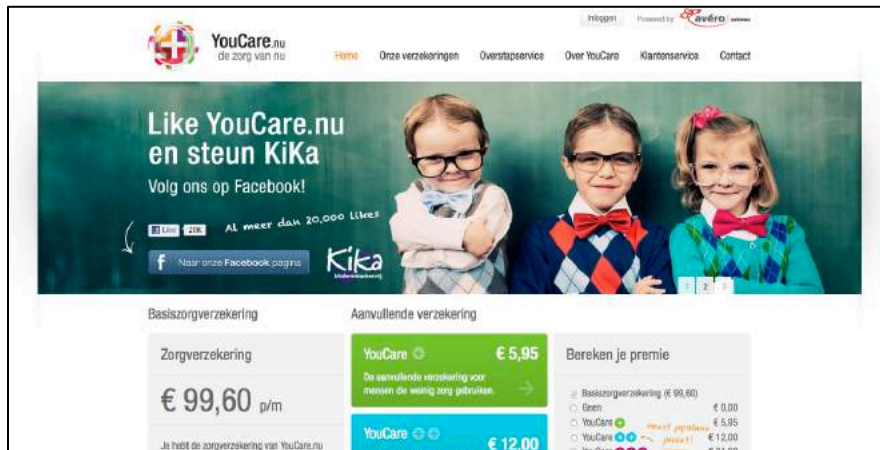 Inloggen
Powered by avéro achmea
YouCare.nu
de zorg van nu
Home Onze verzekeringen Overstapservice Over YouCare Klantenservice Contact
Like YouCare.nu
en steun KiKa
Volg ons op Facebook!
Like 20K Al meer dan 20,000 likes
f Naar onze Facebook pagina
KiKa
kinderen kankervrij
1 2 3
Basiszorgverzekering
Zorgverzekering
€ 99,60 p/m
Je hebt de zorgverzekering van YouCare.nu
Aanvullende verzekering
YouCare € 5,95
De aanvullende verzekering voor
mensen die weinig zorg gebruiken.
YouCare € 12,00
Bereken je premie
Basiszorgverzekering (€ 99,60)
Geen € 0,00
YouCare € 5,95
Meest populaire
YouCare € 12,00
pakket!
YouCare